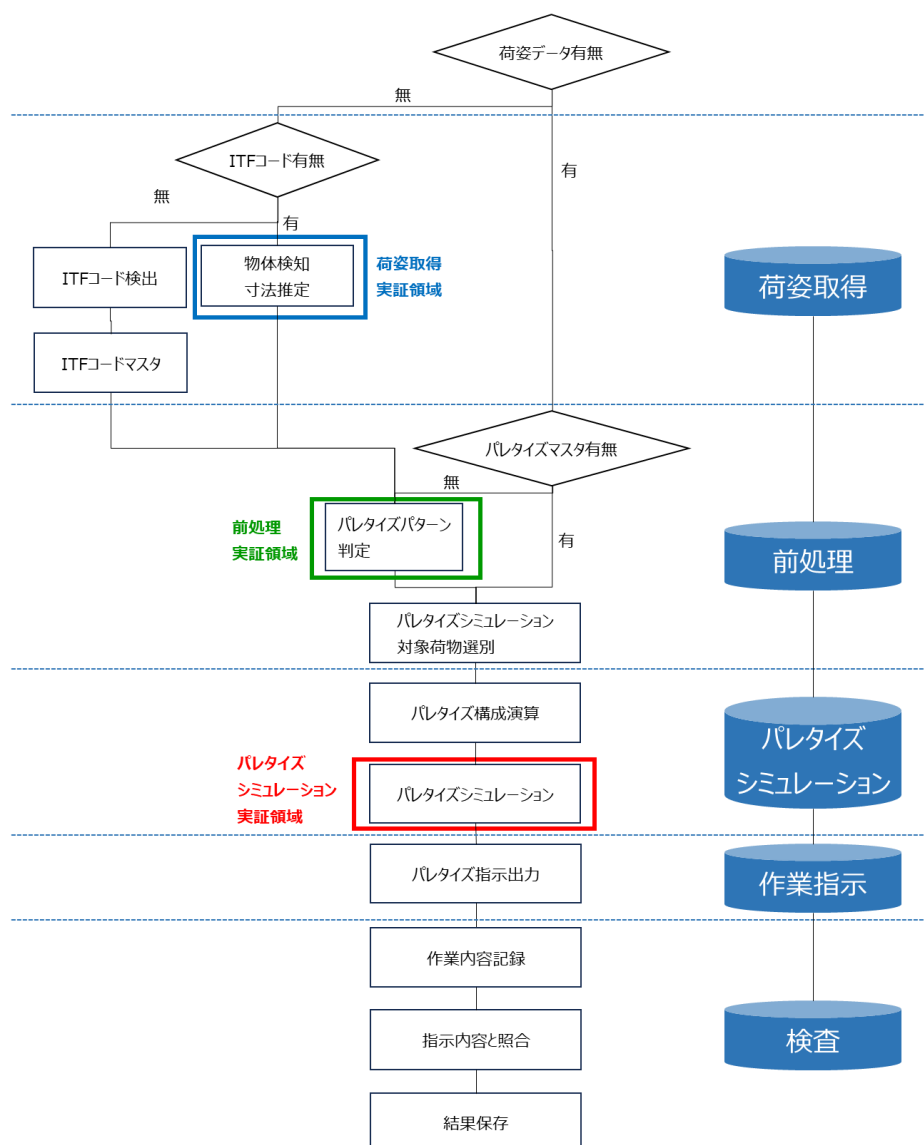 荷姿データ有無
無
ITFコード有無
有
無
有
ITFコード検出
物体検知
寸法推定
荷姿取得
実証領域
荷姿取得
ITFコードマスタ
パレタイズマスタ有無
無
パレタイズパターン
判定
前処理
実証領域
有
前処理
パレタイズシミュレーション
対象荷物選別
パレタイズ構成演算
パレタイズ
シミュレーション
パレタイズ
シミュレーション
実証領域
パレタイズシミュレーション
パレタイズ指示出力
作業指示
作業内容記録
指示内容と照合
検査
結果保存